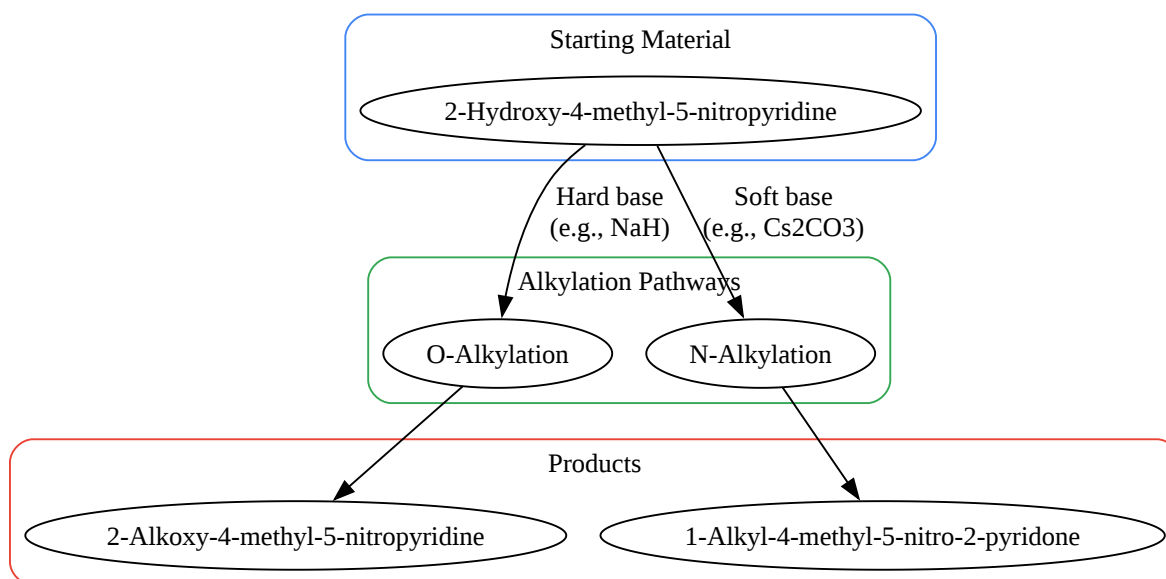 Starting Material
2-Hydroxy-4-methyl-5-nitropyridine
Hard base
(e.g., NaH)
Soft base
(e.g., Cs2CO3)
Alkylation Pathways
O-Alkylation
N-Alkylation
Products
2-Alkoxy-4-methyl-5-nitropyridine
1-Alkyl-4-methyl-5-nitro-2-pyridone